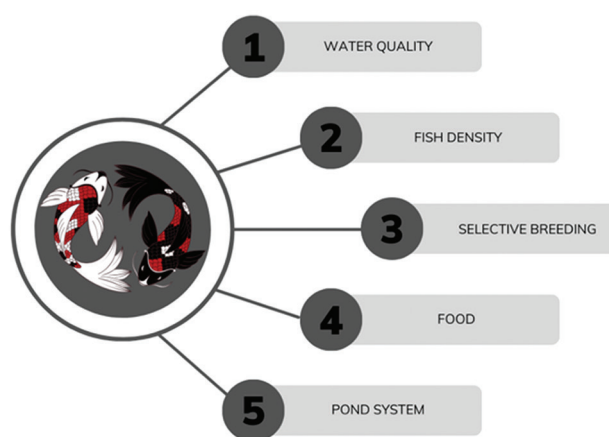 1
WATER QUALITY
2
FISH DENSITY
3
SELECTIVE BREEDING
4
FOOD
5
POND SYSTEM